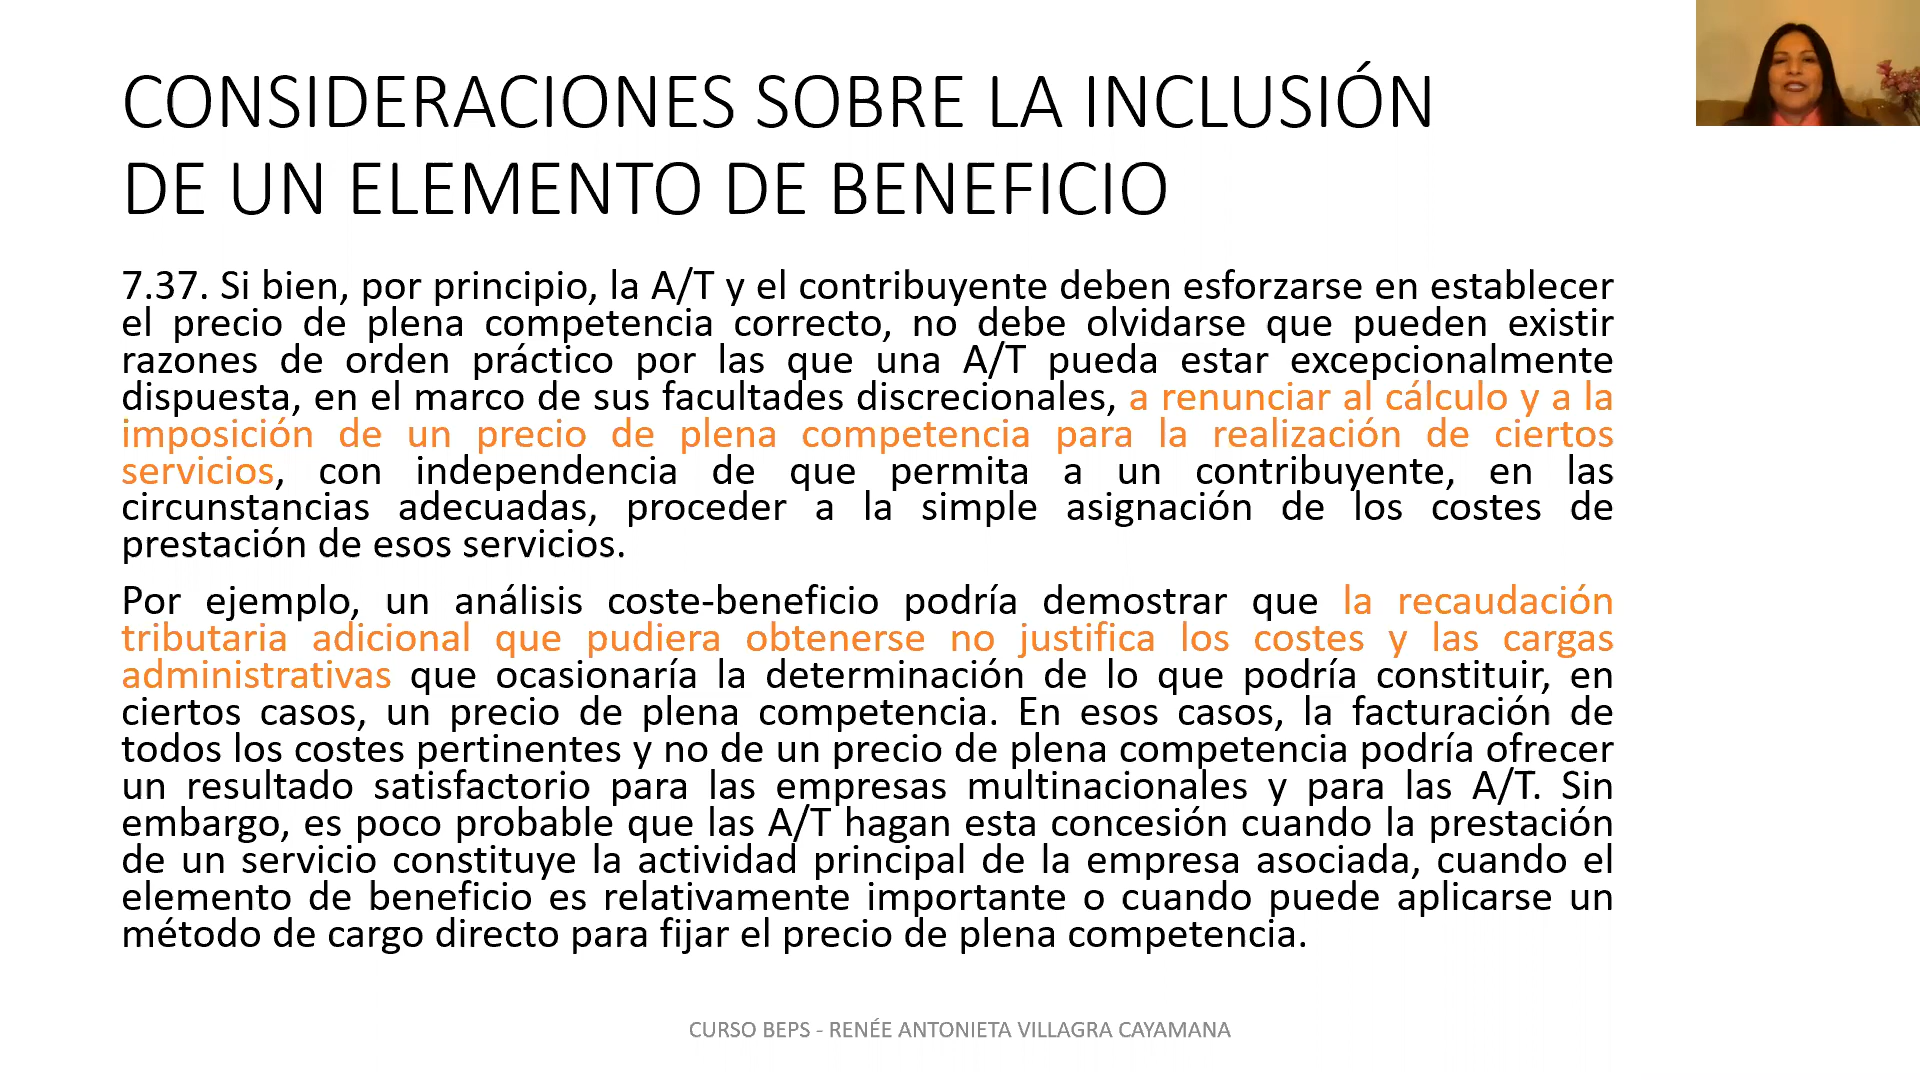 CONSIDERACIONES SOBRE LA INCLUSIÓN
DE UN ELEMENTO DE BENEFICIO
7.37. Si bien, por principio, la A/T y el contribuyente deben esforzarse en establecer
el precio de plena competencia correcto, no debe olvidarse que pueden existir
razones de orden práctico por las que una A/T pueda estar excepcionalmente
dispuesta, en el marco de sus facultades discrecionales, a renunciar al cálculo y a la
imposición de un precio de plena competencia para la realización de ciertos
servicios, con independencia de que permita a un contribuyente, en las
circunstancias adecuadas, proceder a la simple asignación de los costes de
prestación de esos servicios.
Por ejemplo, un análisis coste-beneficio podría demostrar que la recaudación
tributaria adicional que pudiera obtenerse no justifica los costes y las cargas
administrativas que ocasionaría la determinación de lo que podría constituir, en
ciertos casos, un precio de plena competencia. En esos casos, la facturación de
todos los costes pertinentes y no de un precio de plena competencia podría ofrecer
un resultado satisfactorio para las empresas multinacionales y para las A/T. Sin
embargo, es poco probable que las A/T hagan esta concesión cuando la prestación
de un servicio constituye la actividad principal de la empresa asociada, cuando el
elemento de beneficio es relativamente importante o cuando puede aplicarse un
método de cargo directo para fijar el precio de plena competencia.
CURSO BEPS - RENÉE ANTONIETA VILLAGRA CAYAMANA